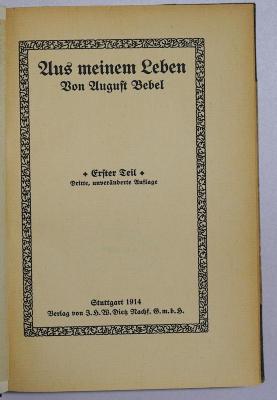 Aus meinem Leben
Von August Bebel
Erster Teil
Dritte, unveränderte Auflage
Stuttgart 1914
Verlag von J. H. W. Dietz Nachf. G. m. b. H.